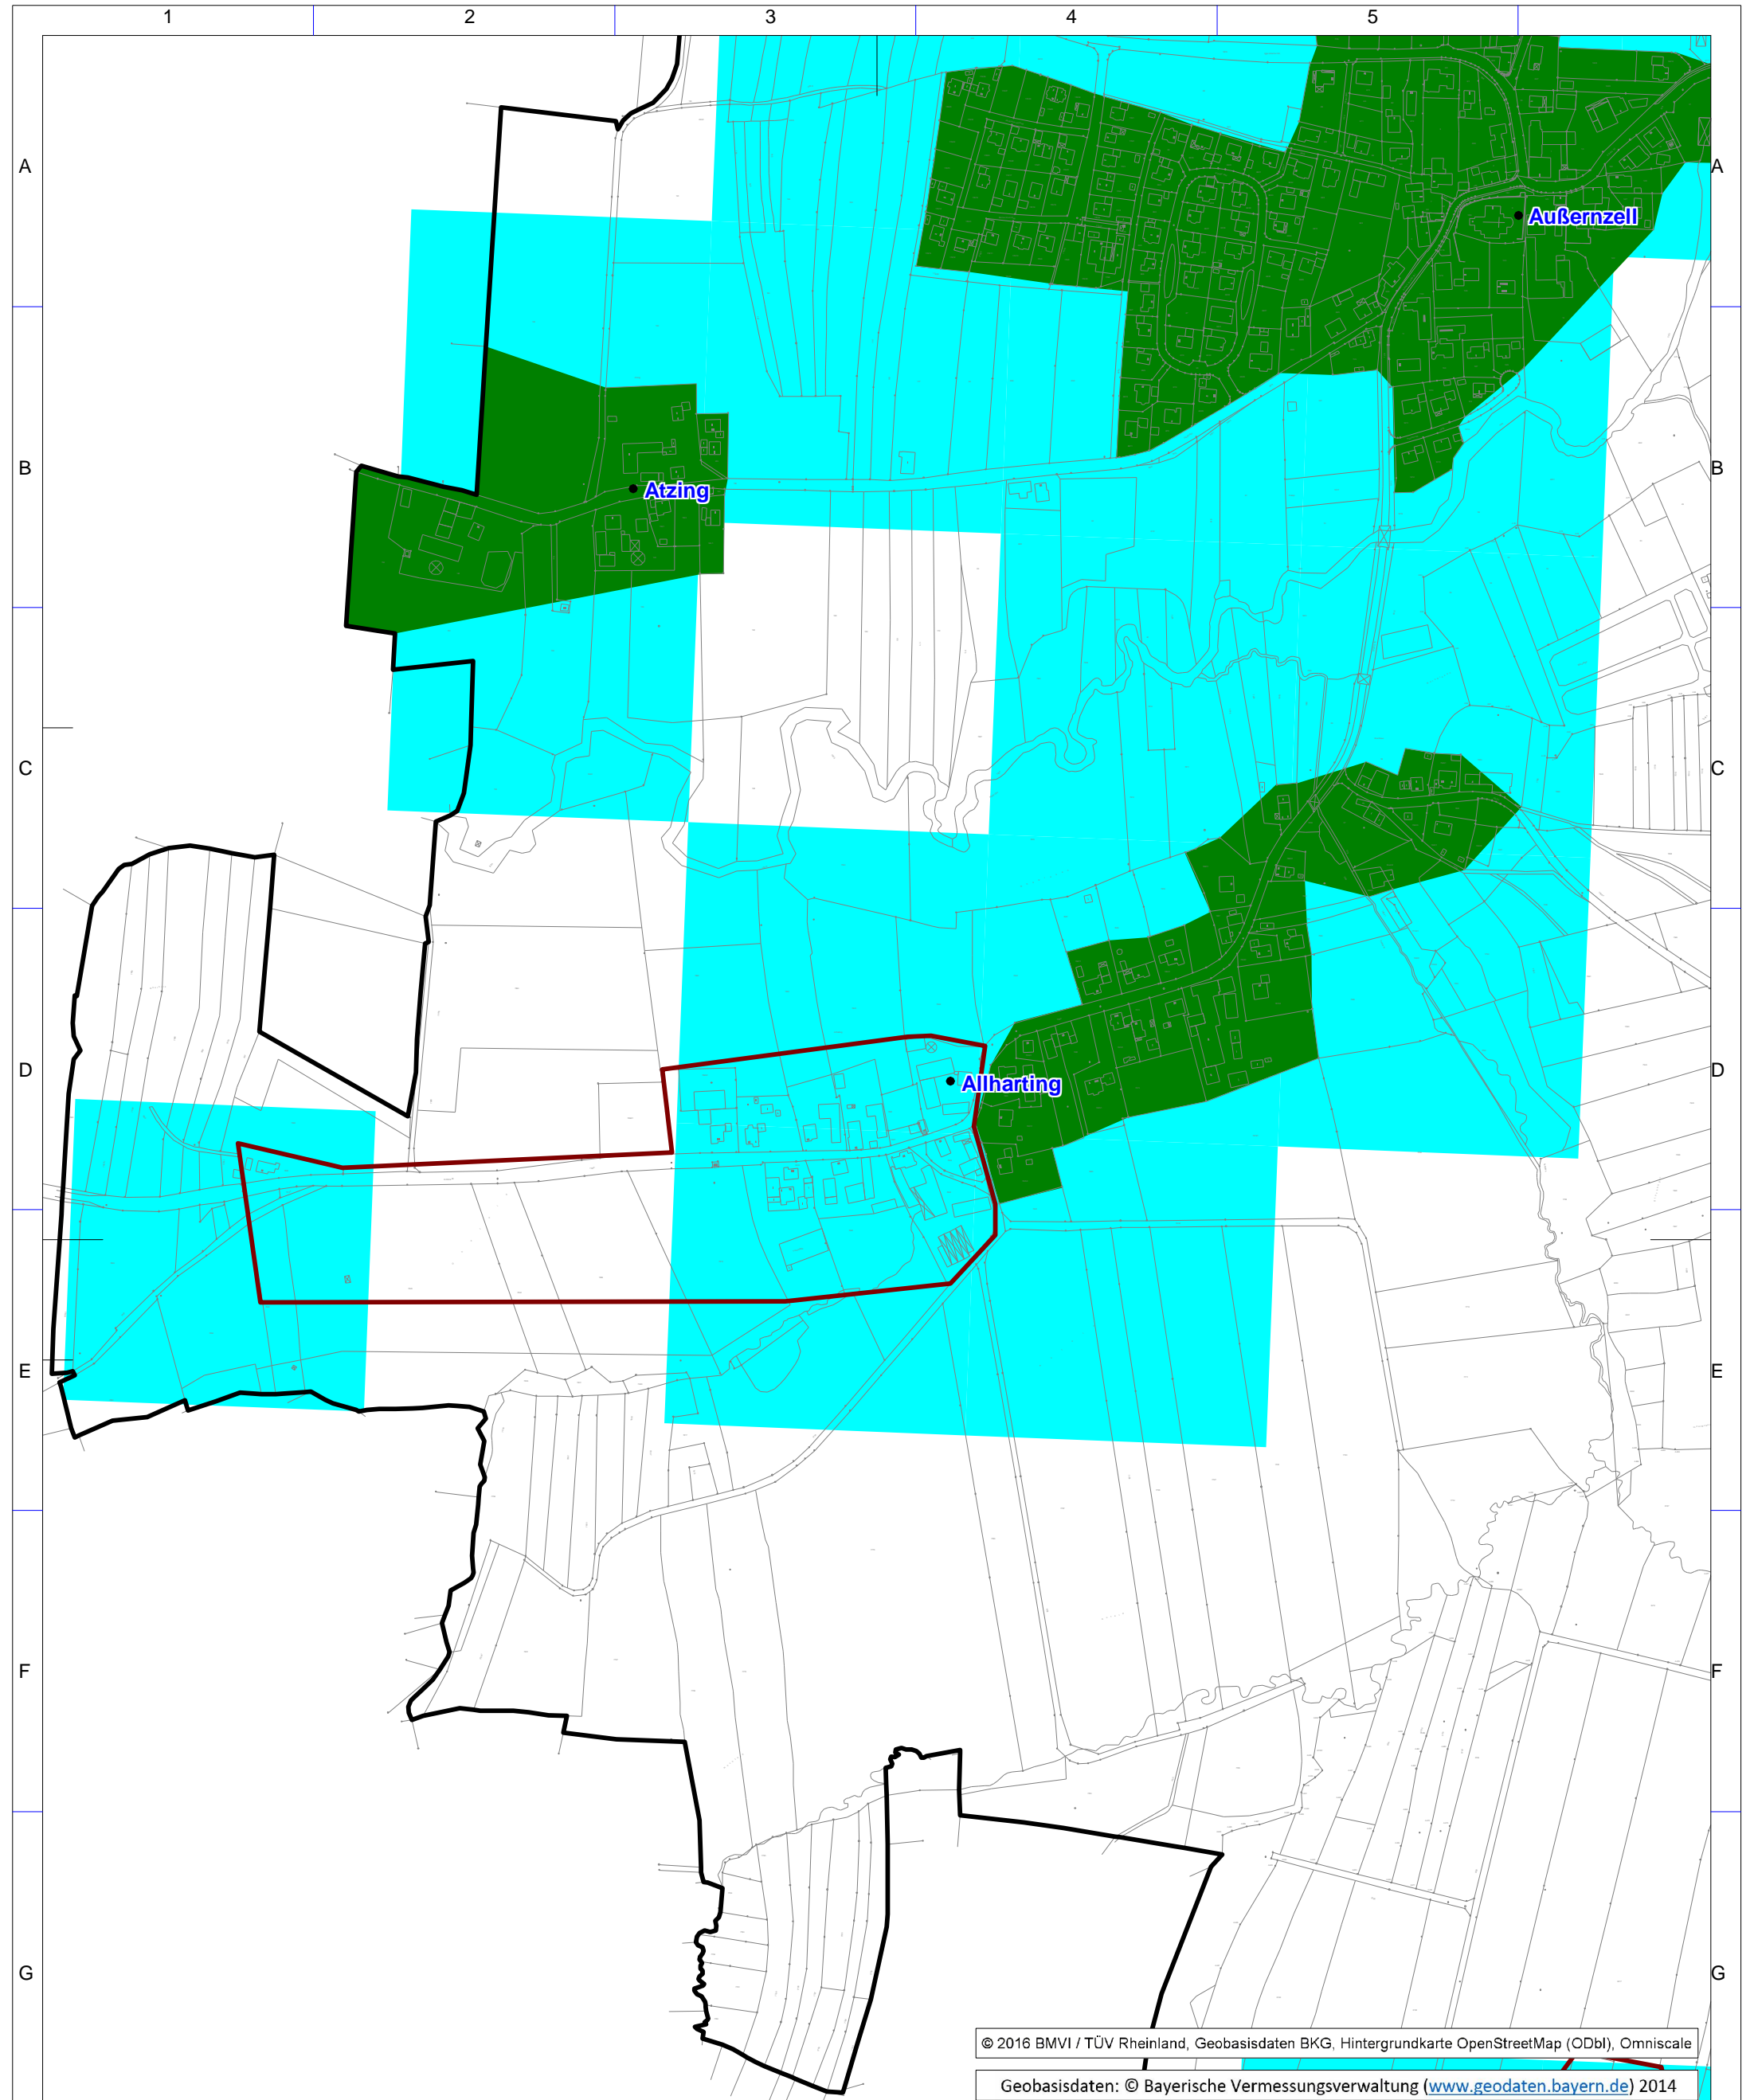 1 2 3 4 5
A A
Außernzell
B B
Atzing
C C
D D
Allharting
E E
F F
G G
© 2016 BMVI / TÜV Rheinland, Geobasisdaten BKG, Hintergrundkarte OpenStreetMap (ODbl), Omniscale
Geobasisdaten: © Bayerische Vermessungsverwaltung (www.geodaten.bayern.de) 2014